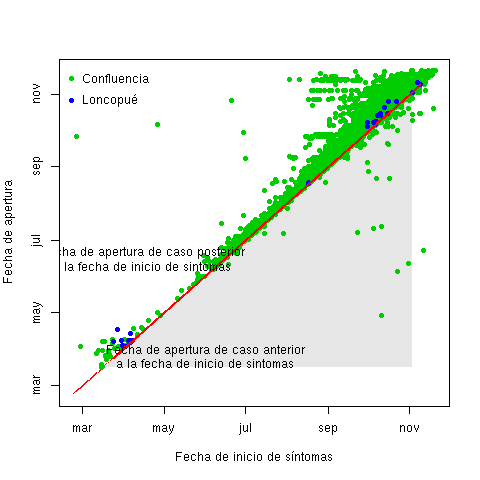 Confluencia
Loncopué
cha de apertura de caso posterior
la fecha de inicio de sintomas
Fecha de apertura de caso anterior
a la fecha de inicio de sintomas
mar
may
jul
sep
nov
mar
may
jul
sep
nov
Fecha de inicio de síntomas
Fecha de apertura